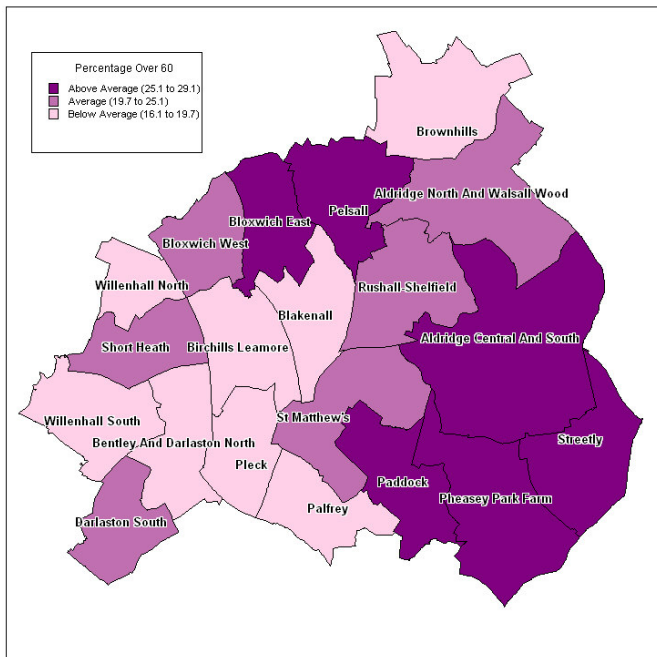 Percentage Over 60
Above Average (25.1 to 29.1)
Average (19.7 to 25.1)
Below Average (16.1 to 19.7)
Brownhills
Aldridge North And Walsall Wood
Pelsall
Bloxwich East
Bloxwich West
Willenhall North
Rushall-Shelfield
Blakenall
Short Heath
Birchills Leamore
Aldridge Central And South
St Matthew's
Willenhall South
Bentley And Darlaston North
Streetly
Pleck
Paddock
Pheasey Park Farm
Palfrey
Darlaston South